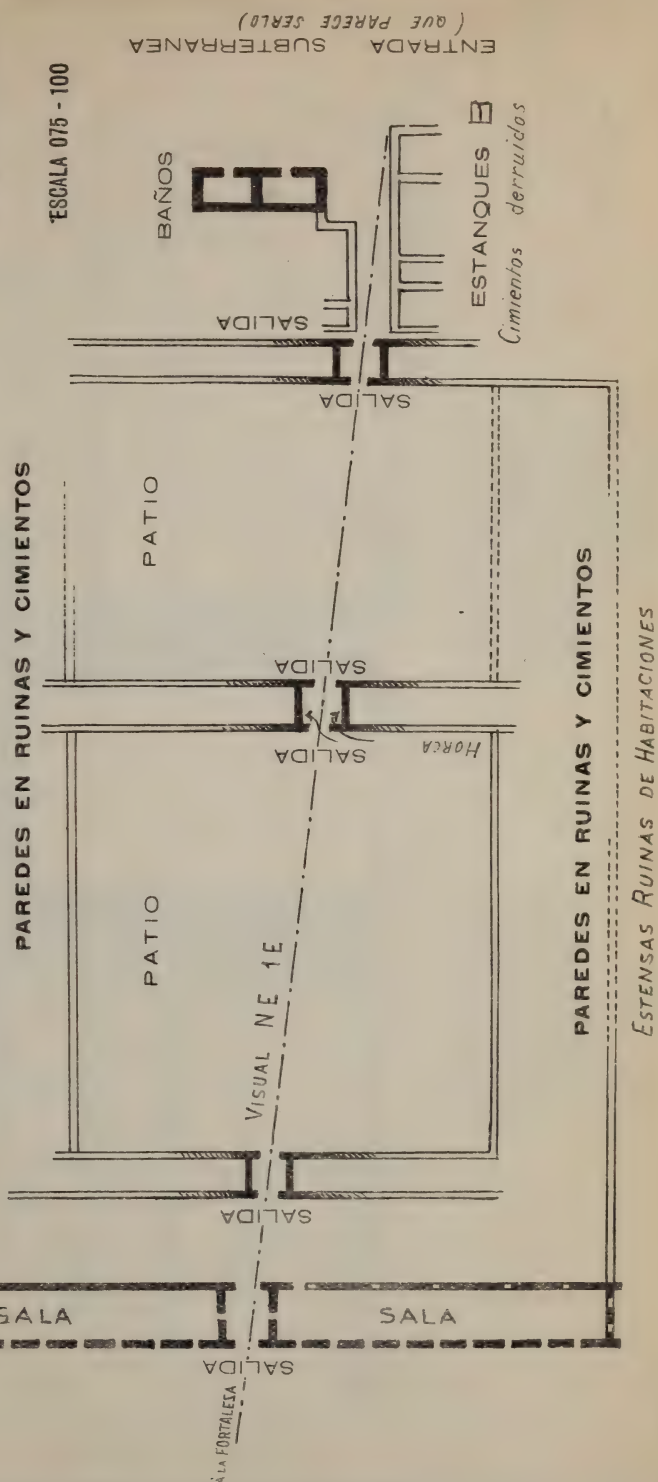 ENTRADA SUBTERRANEA
( QUE PARECE SERLO)
ESCALA 075 - 100
BAÑOS
SALIDA
ESTANQUES B
Cimientos derruidos
SALIDA
PAREDES EN RUINAS Y CIMIENTOS
PATIO
SALIDA
SALIDA
HORCA
PATIO
VISUAL NE 1E
PAREDES EN RUINAS Y CIMIENTOS
ESTENSAS RUINAS DE HABITACIONES
SALIDA
SALA
SALA
SALIDA
A LA FORTALEZA